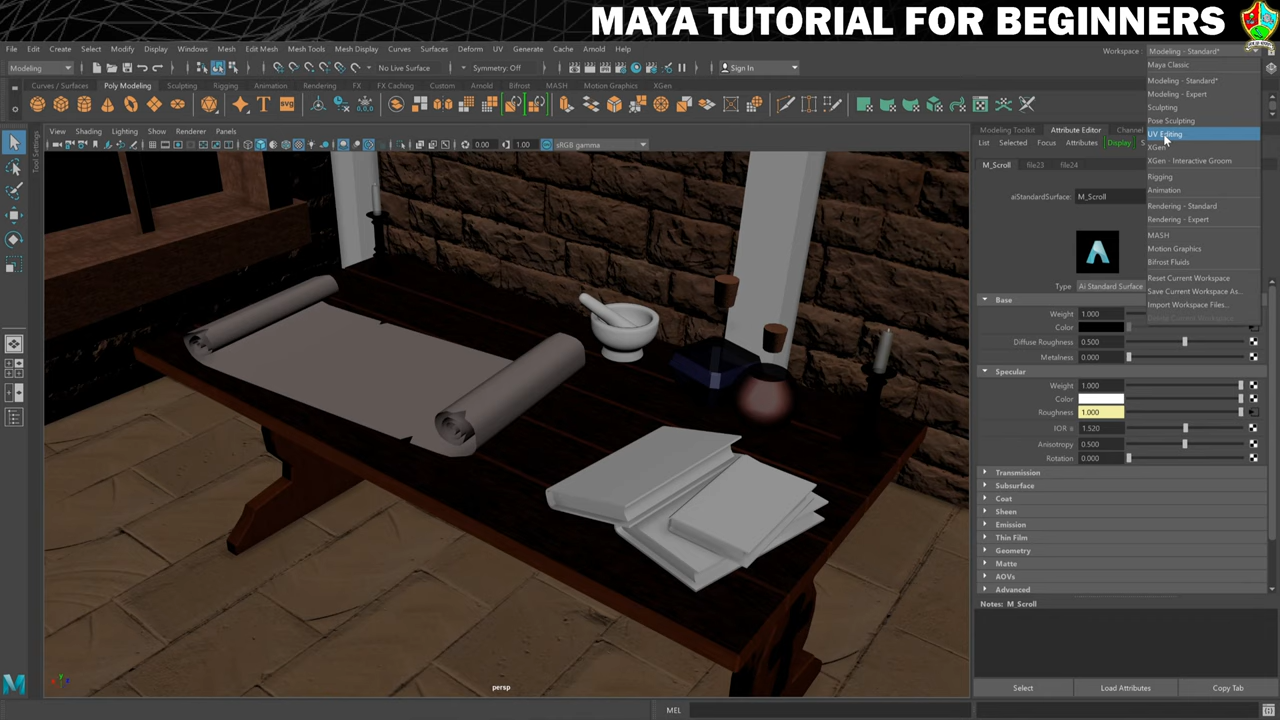 MAYA TUTORIAL FOR BEGINNERS
File Edit Create Select Modify Display Windows Mesh Edit Mesh Mesh Tools Mesh Display Curves Surfaces Deform UV Generate Cache Arnold Help
Workspace : Modeling - Standard*
Modeling No Live Surface Symmetry: Off Sign In
Curves / Surfaces Poly Modeling Sculpting Rigging Animation Rendering FX FX Caching Custom Arnold Bifrost MASH Motion Graphics XGen
Maya Classic
Modeling - Standard*
Modeling - Expert
Sculpting
Pose Sculpting
UV Editing
XGen
XGen - Interactive Groom
Rigging
Animation
Rendering - Standard
Rendering - Expert
MASH
Motion Graphics
Bifrost Fluids
Reset Current Workspace
Save Current Workspace As...
Import Workspace Files...
Tool Settings
View Shading Lighting Show Renderer Panels
0.00 1.00 sRGB gamma
Modeling Toolkit Attribute Editor Channel
List Selected Focus Attributes Display S
M_Scroll file23 file24
aiStandardSurface: M_Scroll
Type Ai Standard Surface
Base
Weight 1.000
Color
Diffuse Roughness 0.500
Metalness 0.000
Specular
Weight 1.000
Color
Roughness 1.000
IOR 1.520
Anisotropy 0.500
Rotation 0.000
Transmission
Subsurface
Coat
Sheen
Emission
Thin Film
Geometry
Matte
AOVs
Advanced
Notes: M_Scroll
Select Load Attributes Copy Tab
persp
MEL